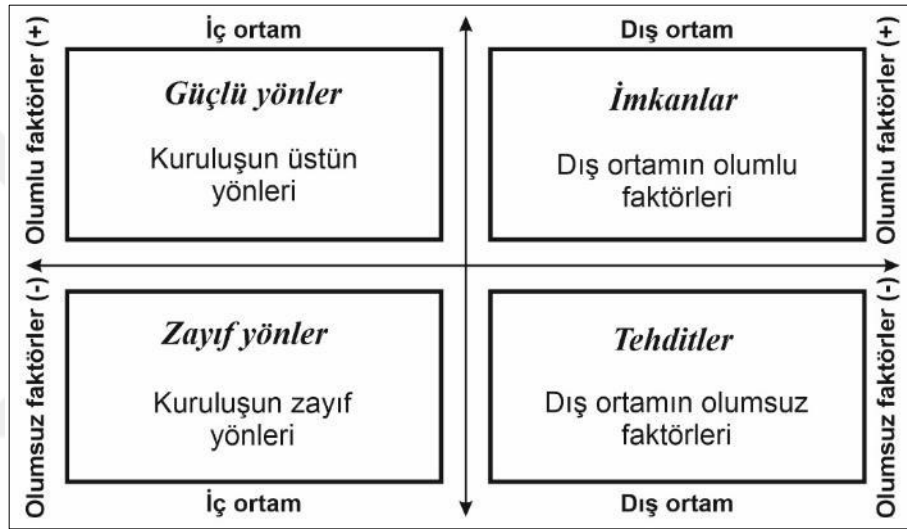 İç ortam
Dış ortam
Olumlu faktörler (+)
Güçlü yönler
Kuruluşun üstün
yönleri
İmkanlar
Dış ortamın olumlu
faktörleri
Olumlu faktörler (+)
Olumsuz faktörler (-)
Zayıf yönler
Kuruluşun zayıf
yönleri
Tehditler
Dış ortamın olumsuz
faktörleri
Olumsuz faktörler (-)
İç ortam
Dış ortam